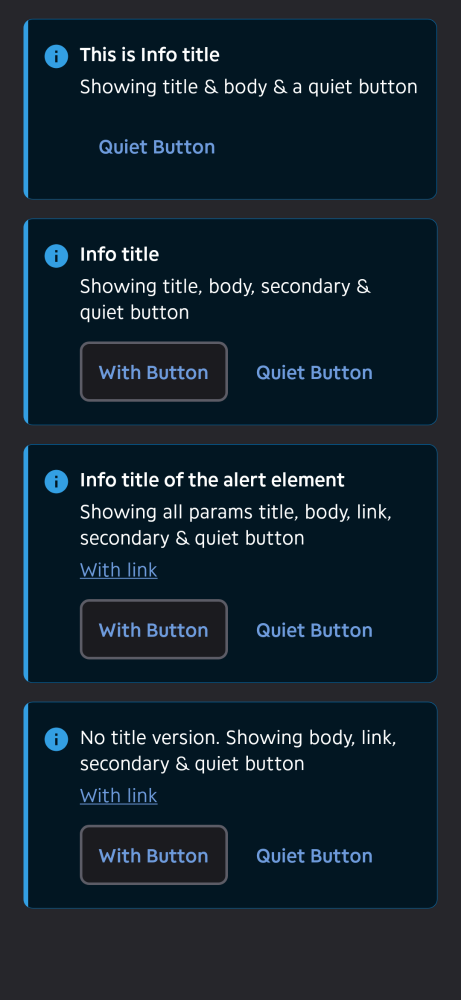 This is Info title
Showing title & body & a quiet button
Quiet Button
Info title
Showing title, body, secondary &
quiet button
With Button
Quiet Button
Info title of the alert element
Showing all params title, body, link,
secondary & quiet button
With link
With Button
Quiet Button
No title version. Showing body, link,
secondary & quiet button
With link
With Button
Quiet Button